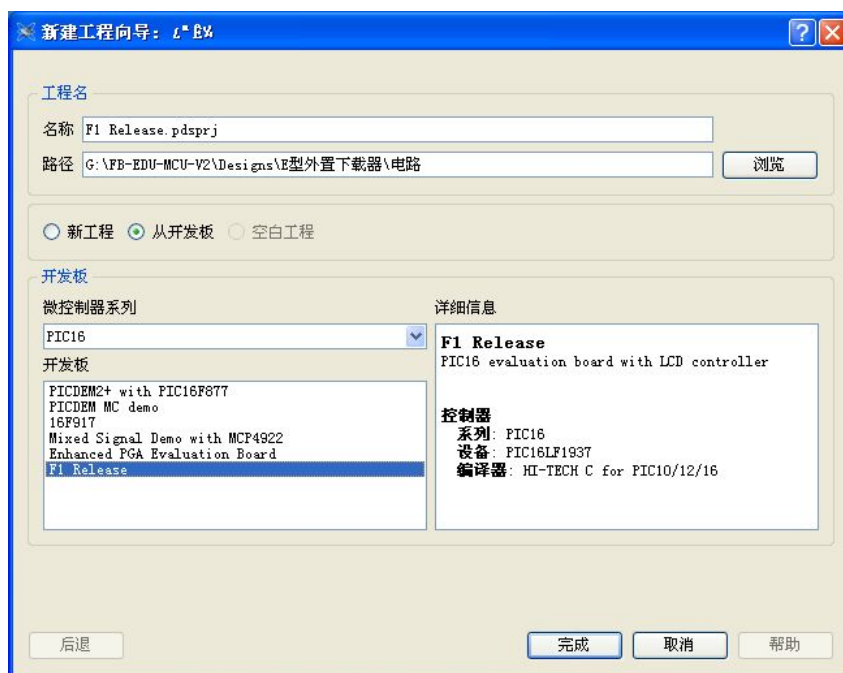 新建工程向导:
工程名
名称 F1 Release.pdsprj
路径 G:\FB-EDU-MCU-V2\Designs\E型外置下载器\电路 浏览
新工程 从开发板 空白工程
开发板
微控制器系列
PIC16
开发板
PICDEM2+ with PIC16F877
PICDEM MC demo
16F917
Mixed Signal Demo with MCP4922
Enhanced PGA Evaluation Board
F1 Release
详细信息
F1 Release
PIC16 evaluation board with LCD controller
控制器
系列: PIC16
设备: PIC16LF1937
编译器: HI-TECH C for PIC10/12/16
后退 完成 取消 帮助